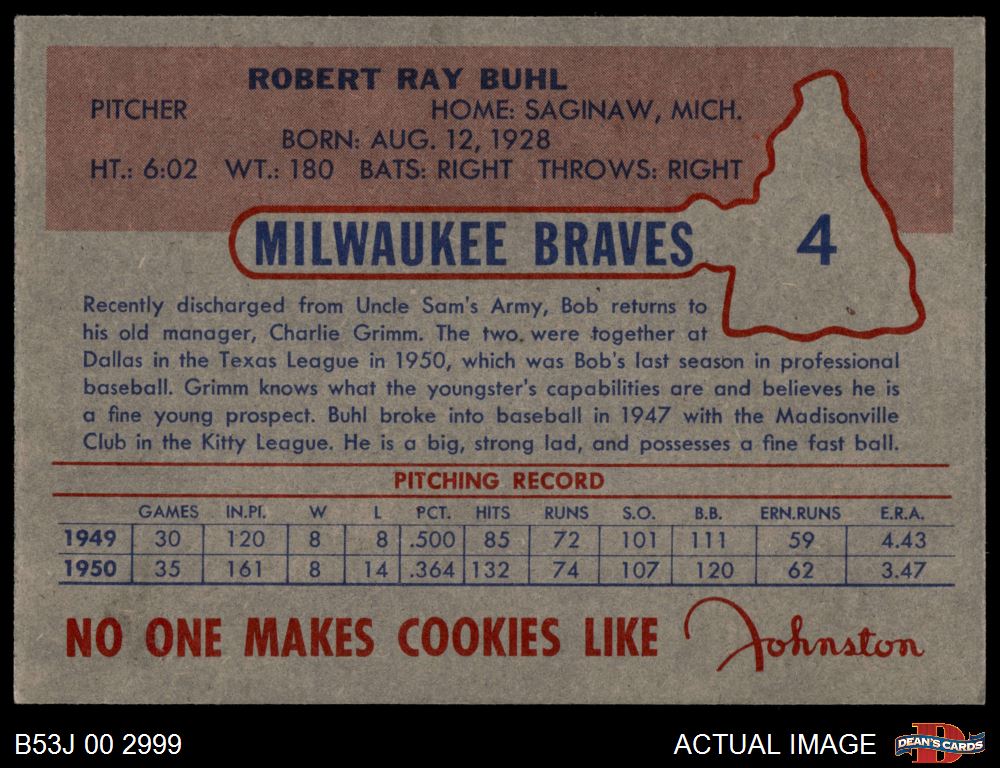 ROBERT RAY BUHL
PITCHER HOME: SAGINAW, MICH.
BORN: AUG. 12, 1928
HT.: 6:02 WT.: 180 BATS: RIGHT THROWS: RIGHT
MILWAUKEE BRAVES 4
Recently discharged from Uncle Sam's Army, Bob returns to
his old manager, Charlie Grimm. The two were together at
Dallas in the Texas League in 1950, which was Bob's last season in professional
baseball. Grimm knows what the youngster's capabilities are and believes he is
a fine young prospect. Buhl broke into baseball in 1947 with the Madisonville
Club in the Kitty League. He is a big, strong lad, and possesses a fine fast ball.
PITCHING RECORD
GAMES IN.PI. W L PCT. HITS RUNS S.O. B.B. ERN.RUNS E.R.A.
1949 30 120 8 8 .500 85 72 101 111 59 4.43
1950 35 161 8 14 .364 132 74 107 120 62 3.47
NO ONE MAKES COOKIES LIKE Johnston
B53J 00 2999 ACTUAL IMAGE D DEAN'S CARDS